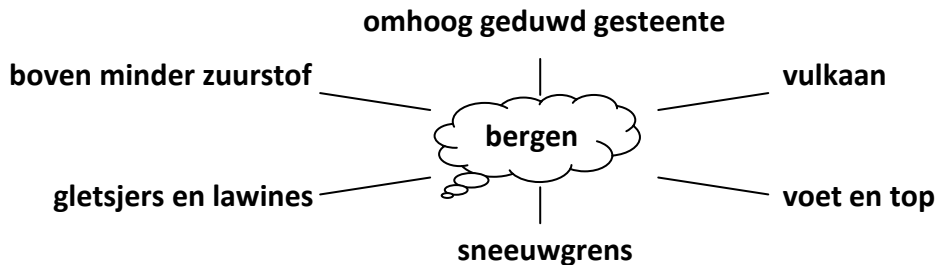 omhoog geduwd gesteente
boven minder zuurstof
vulkaan
bergen
gletsjers en lawines
voet en top
sneeuwgrens